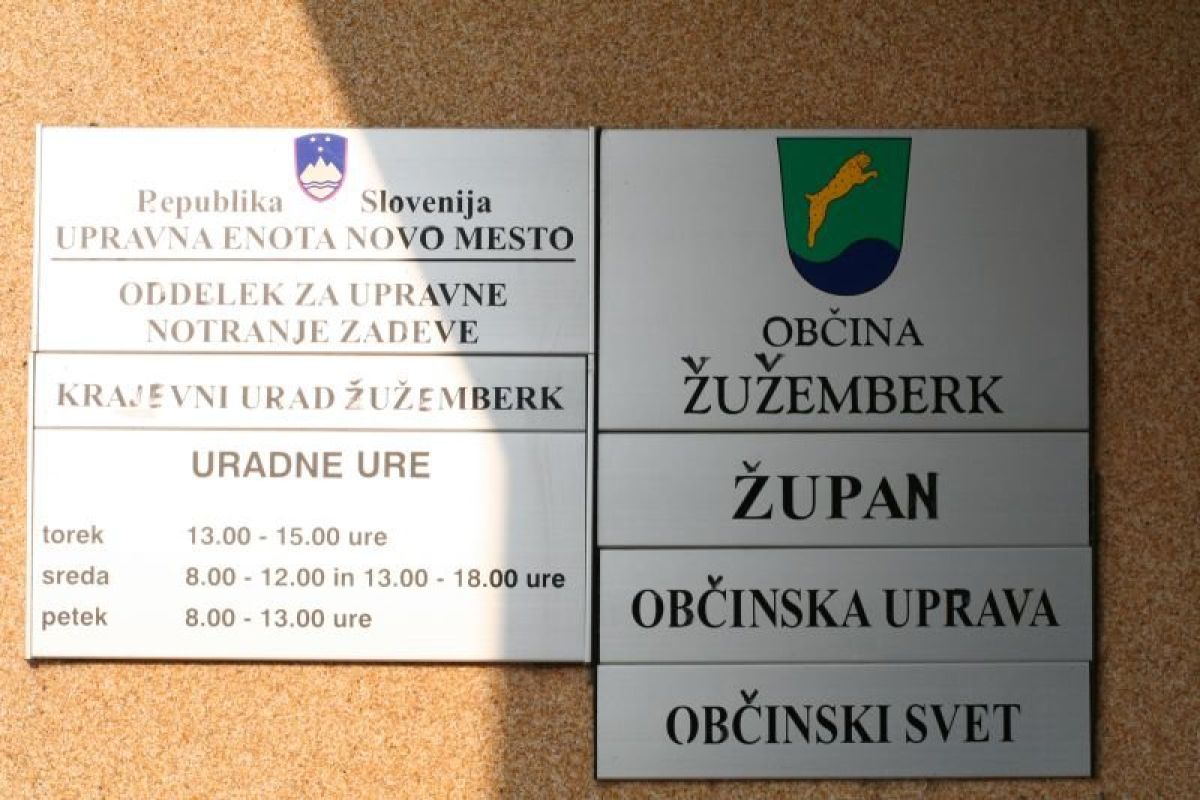 Republika Slovenija
UPRAVNA ENOTA NOVO MESTO
ODDELEK ZA UPRAVNE
NOTRANJE ZADEVE
KRAJEVNI URAD ŽUŽEMBERK
URADNE URE
torek 13.00 - 15.00 ure
sreda 8.00 - 12.00 in 13.00 - 18.00 ure
petek 8.00 - 13.00 ure
OBČINA
ŽUŽEMBERK
ŽUPAN
OBČINSKA UPRAVA
OBČINSKI SVET